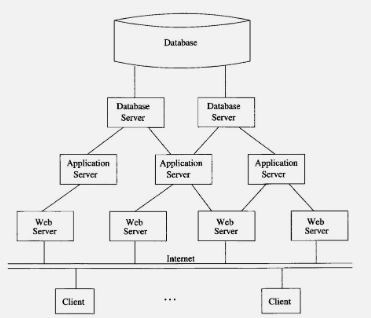 Database
Database
Server
Database
Server
Application
Server
Application
Server
Application
Server
Web
Server
Web
Server
Web
Server
Web
Server
Internet
Client
...
Client